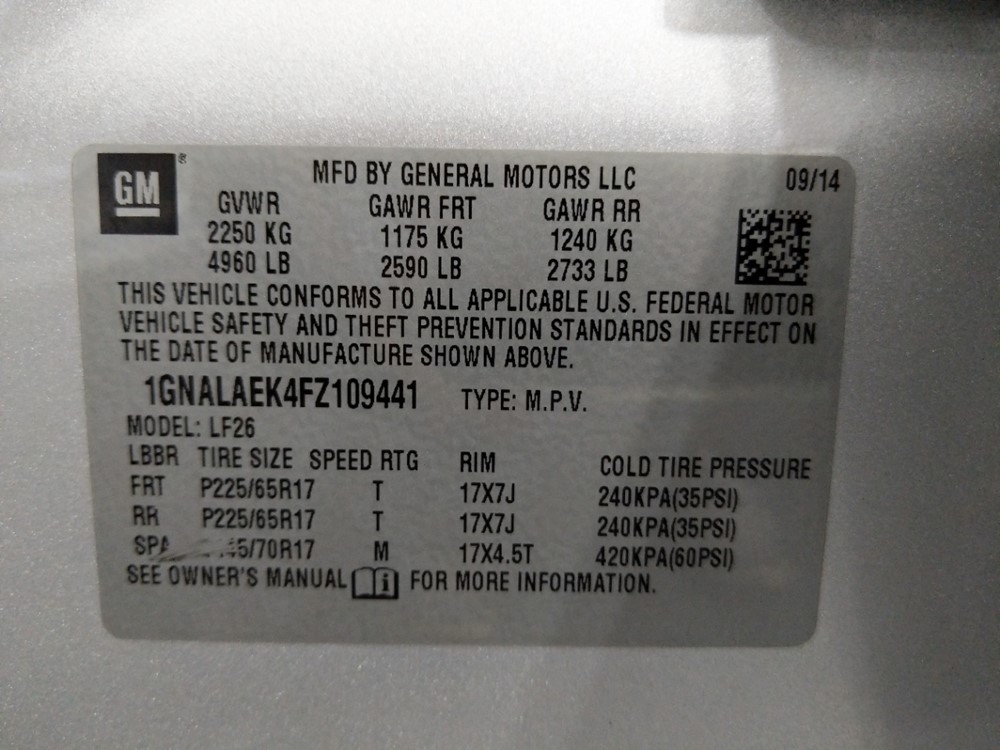 GM ®
MFD BY GENERAL MOTORS LLC 09/14
GVWR GAWR FRT GAWR RR
2250 KG 1175 KG 1240 KG
4960 LB 2590 LB 2733 LB
THIS VEHICLE CONFORMS TO ALL APPLICABLE U.S. FEDERAL MOTOR
VEHICLE SAFETY AND THEFT PREVENTION STANDARDS IN EFFECT ON
THE DATE OF MANUFACTURE SHOWN ABOVE.
1GNALAEK4FZ109441 TYPE: M.P.V.
MODEL: LF26
LBBR TIRE SIZE SPEED RTG RIM COLD TIRE PRESSURE
FRT P225/65R17 T 17X7J 240KPA(35PSI)
RR P225/65R17 T 17X7J 240KPA(35PSI)
M 17X4.5T 420KPA(60PSI)
SEE OWNER'S MANUAL i FOR MORE INFORMATION.